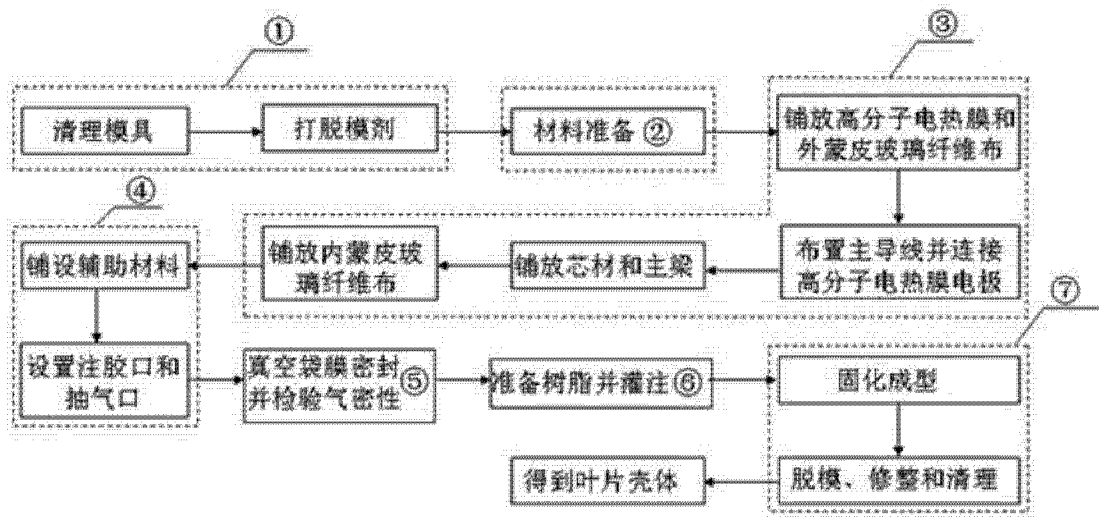 ①
③
清理模具
打脱模剂
材料准备②
铺放高分子电热膜和
外蒙皮玻璃纤维布
④
铺设辅助材料
铺放内蒙皮玻
璃纤维布
铺放芯材和主梁
布置主导线并连接
高分子电热膜电极
⑦
设置注胶口和
抽气口
真空袋膜密封
并检验气密性⑤
准备树脂并灌注⑥
固化成型
得到叶片壳体
脱模、修整和清理